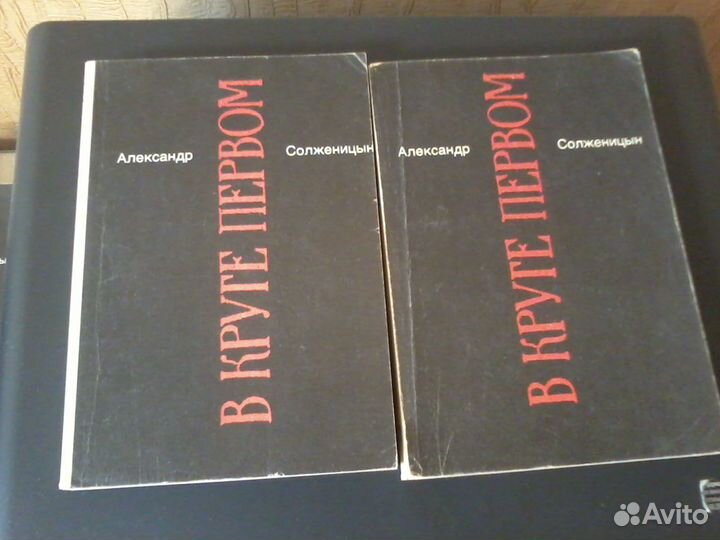 Александр Солженицын
В КРУГЕ ПЕРВОМ
Александр Солженицын
В КРУГЕ ПЕРВОМ
ы
Avito